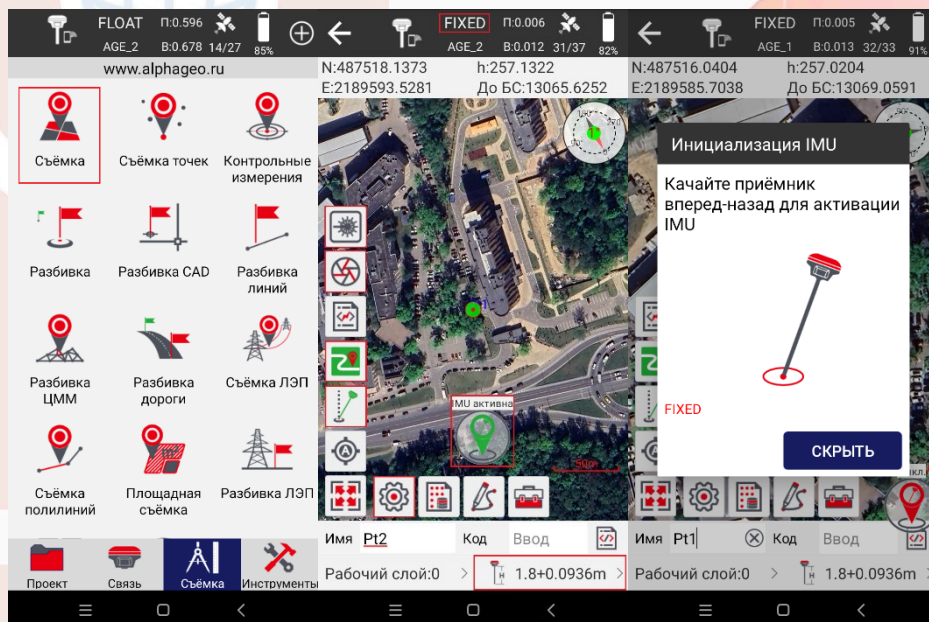 FLOAT П:0.596
AGE_2 В:0.678 14/27 85%
www.alphageo.ru
Съёмка
Съёмка точек
Контрольные
измерения
Разбивка
Разбивка CAD
Разбивка
линий
Разбивка
ЦММ
Разбивка
дороги
Съёмка ЛЭП
Съёмка
полилиний
Площадная
съёмка
Разбивка ЛЭП
Проект
Связь
Съёмка
Инструменты
FIXED П:0.006
AGE_2 В:0.012 31/37 82%
N:487518.1373 h:257.1322
E:2189593.5281 До БС:13065.6252
IMU активна
50m
Имя Pt2 Код Ввод
Рабочий слой:0 > H 1.8+0.0936m >
FIXED П:0.005
AGE_1 В:0.013 32/33 91%
N:487516.0404 h:257.0204
E:2189585.7038 До БС:13069.0591
Инициализация IMU
Качайте приёмник
вперед-назад для активации
IMU
FIXED
СКРЫТЬ
Имя Pt1 Код Ввод
Рабочий слой:0 > H 1.8+0.0936m